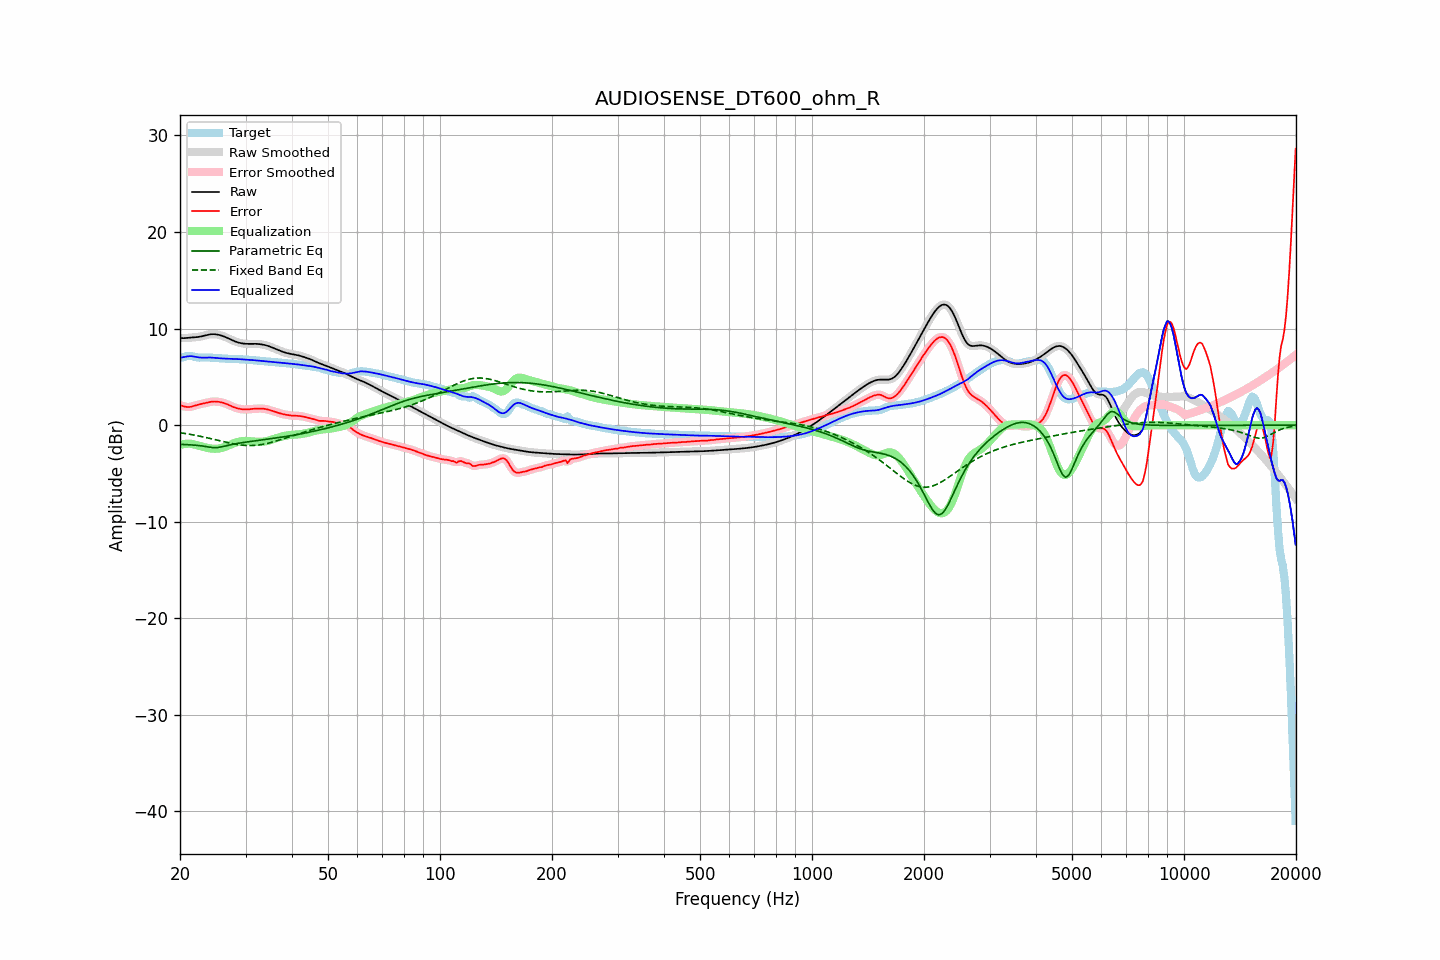 AUDIOSENSE_DT600_ohm_R
Target
Raw Smoothed
Error Smoothed
Raw
Error
Equalization
Parametric Eq
Fixed Band Eq
Equalized
30
20
10
0
−10
−20
−30
−40
Amplitude (dBr)
20 50 100 200 500 1000 2000 5000 10000 20000
Frequency (Hz)